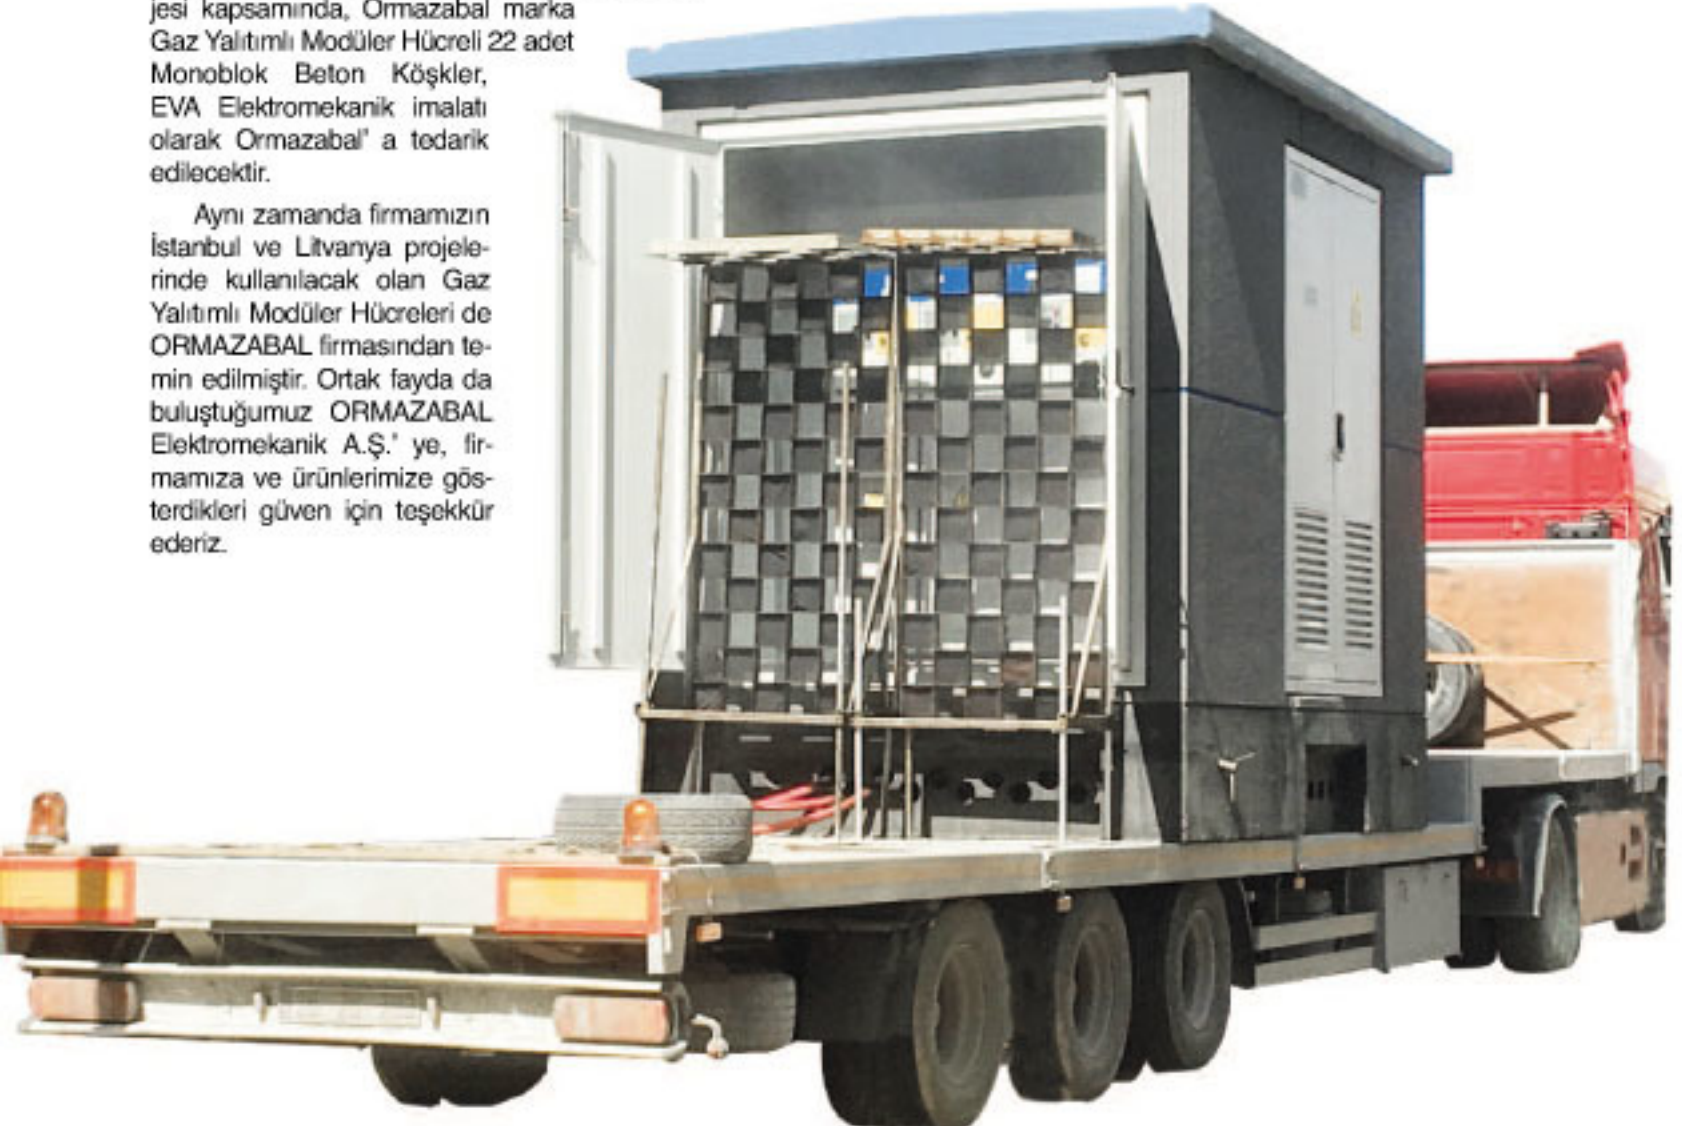 jesi kapsamında, Ormazabal marka
Gaz Yalıtımlı Modüler Hücreli 22 adet
Monoblok Beton Köşkler,
EVA Elektromekanik imalatı
olarak Ormazabal' a tedarik
edilecektir.
Aynı zamanda firmamızın
İstanbul ve Litvanya projele-
rinde kullanılacak olan Gaz
Yalıtımlı Modüler Hücreleri de
ORMAZABAL firmasından te-
min edilmiştir. Ortak fayda da
buluştuğumuz ORMAZABAL
Elektromekanik A.Ş.' ye, fir-
mamıza ve ürünlerimize gös-
terdikleri güven için teşekkür
ederiz.